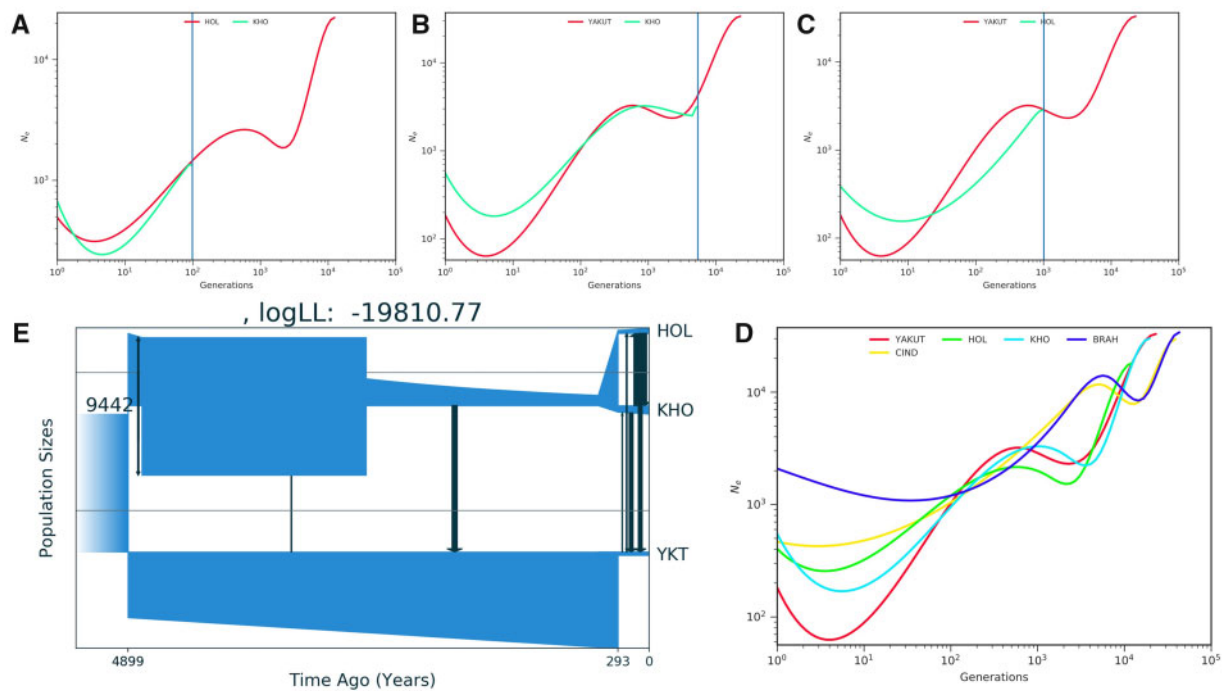 A
HOL KHO
N_e
10^4
10^3
10^0 10^1 10^2 10^3 10^4 10^5
Generations
B
YAKUT KHO
N_e
10^4
10^3
10^2
10^0 10^1 10^2 10^3 10^4 10^5
Generations
C
YAKUT HOL
N_e
10^4
10^3
10^2
10^0 10^1 10^2 10^3 10^4 10^5
Generations
E
, logLL: -19810.77
HOL
9442
KHO
YKT
Population Sizes
4899 293 0
Time Ago (Years)
D
YAKUT HOL KHO BRAH
CIND
N_e
10^4
10^3
10^2
10^0 10^1 10^2 10^3 10^4 10^5
Generations